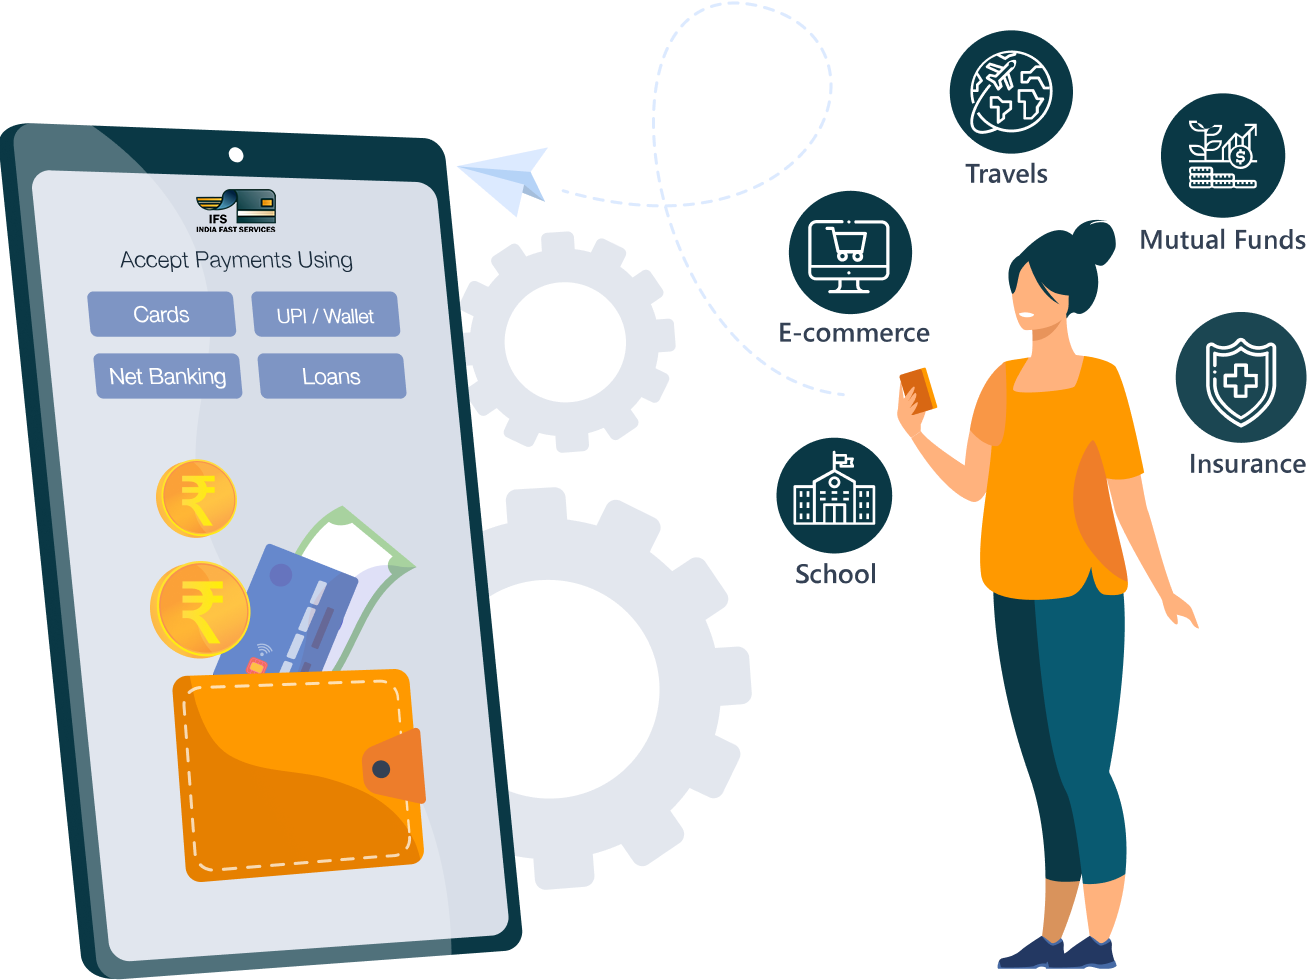 IFS
INDIA FAST SERVICES
Accept Payments Using
Cards
UPI / Wallet
Net Banking
Loans
₹
₹
Travels
$
Mutual Funds
E-commerce
Insurance
School